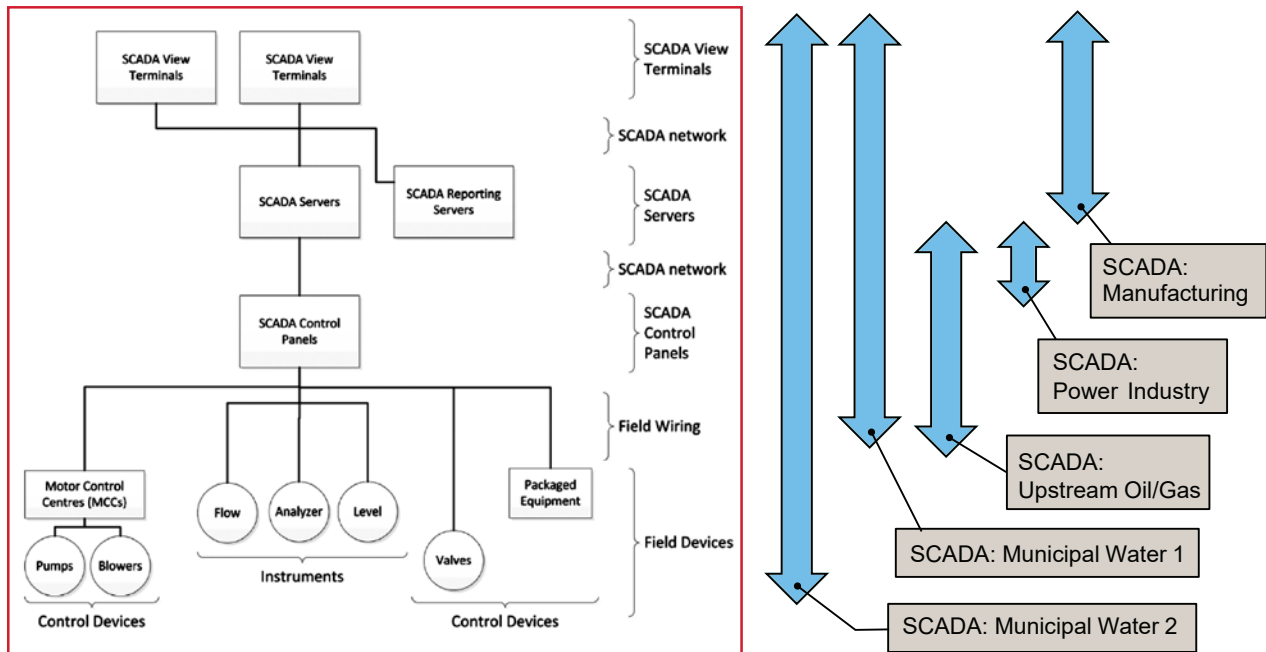 SCADA View
Terminals
SCADA View
Terminals
SCADA View
Terminals
SCADA network
SCADA Servers
SCADA Reporting
Servers
SCADA
Servers
SCADA network
SCADA Control
Panels
SCADA
Control
Panels
Field Wiring
Motor Control
Centres (MCCs)
Flow
Analyzer
Level
Packaged
Equipment
Pumps
Blowers
Valves
Field Devices
Instruments
Control Devices
Control Devices
SCADA:
Manufacturing
SCADA:
Power Industry
SCADA:
Upstream Oil/Gas
SCADA: Municipal Water 1
SCADA: Municipal Water 2